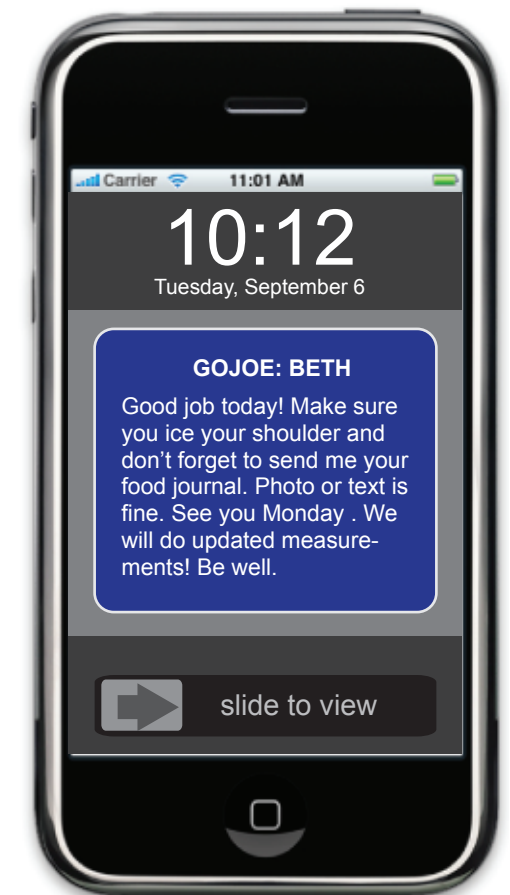 Carrier 11:01 AM
10:12
Tuesday, September 6
GOJOE: BETH
Good job today! Make sure
you ice your shoulder and
don’t forget to send me your
food journal. Photo or text is
fine. See you Monday . We
will do updated measure-
ments! Be well.
slide to view